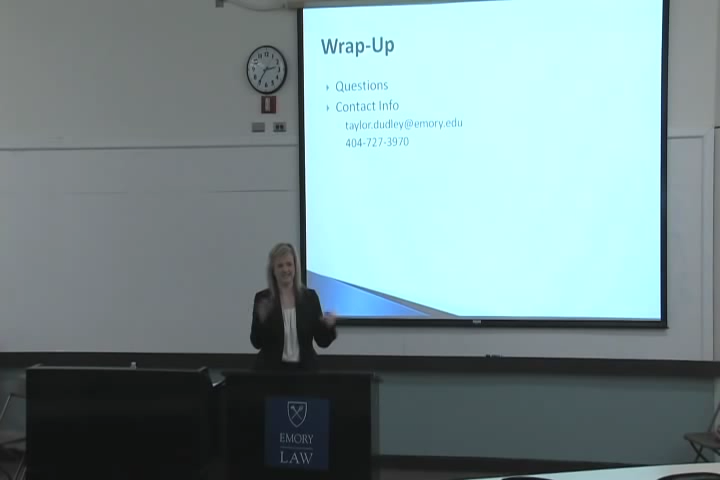 Wrap-Up
Questions
Contact Info
taylor.dudley@emory.edu
404-727-3970
EMORY
LAW